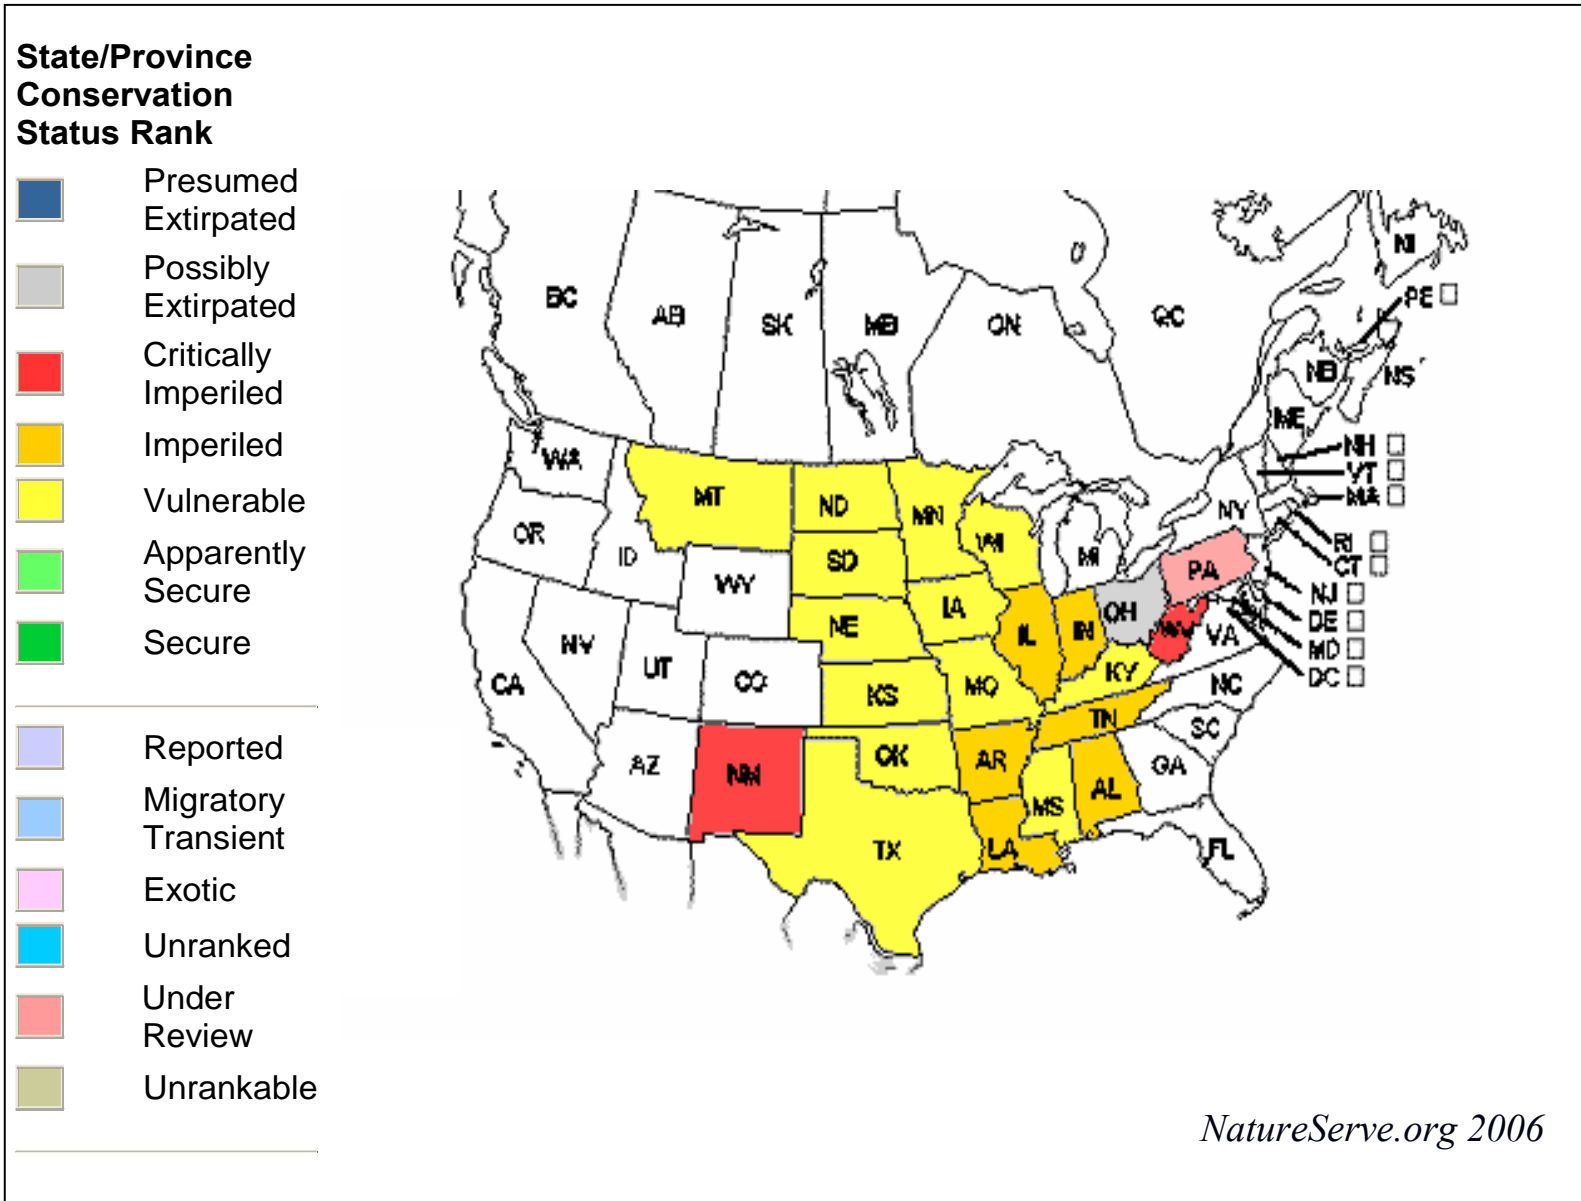 State/Province
Conservation
Status Rank
Presumed
Extirpated
Possibly
Extirpated
Critically
Imperiled
Imperiled
Vulnerable
Apparently
Secure
Secure
Reported
Migratory
Transient
Exotic
Unranked
Under
Review
Unrankable
NI
PE
BC
AB
SK
MB
ON
QC
NB
NS
ME
NH
VT
MA
WA
MT
ND
MN
NY
OR
ID
SD
WI
MI
RI
CT
WY
PA
NJ
IA
NE
OH
DE
IL
IN
WV
VA
MD
NV
UT
CO
KY
DC
CA
KS
MO
NC
TN
SC
AZ
NM
OK
AR
GA
MS
AL
TX
LA
FL
NatureServe.org 2006